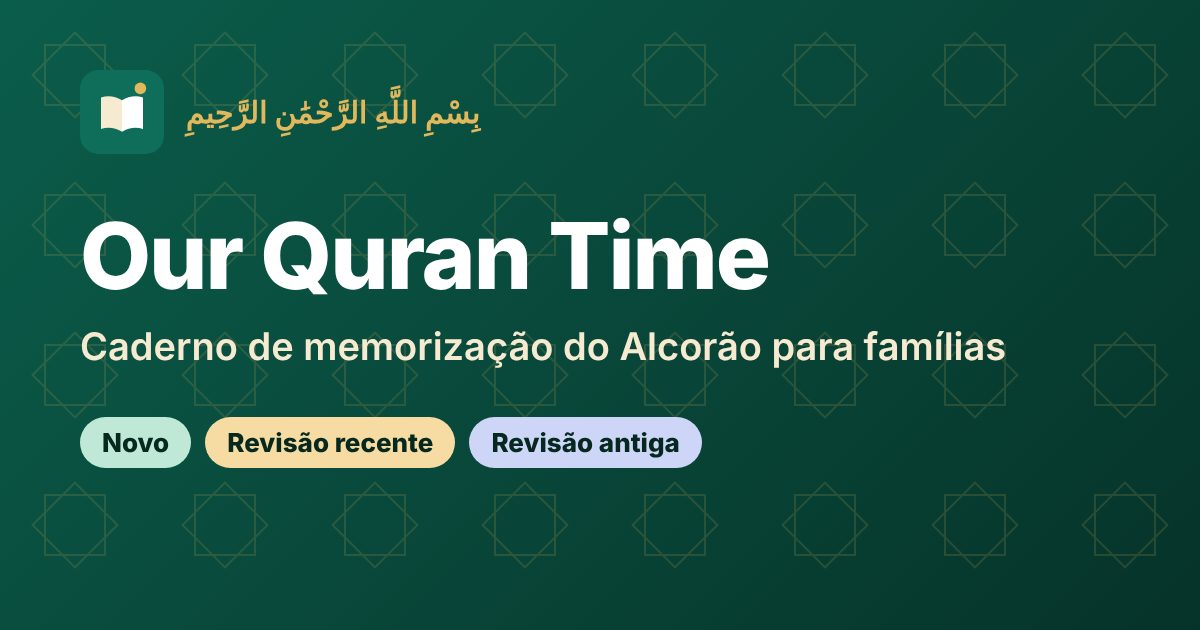 بِسْمِ اللَّهِ الرَّحْمَٰنِ الرَّحِيمِ
Our Quran Time
Caderno de memorização do Alcorão para famílias
Novo
Revisão recente
Revisão antiga